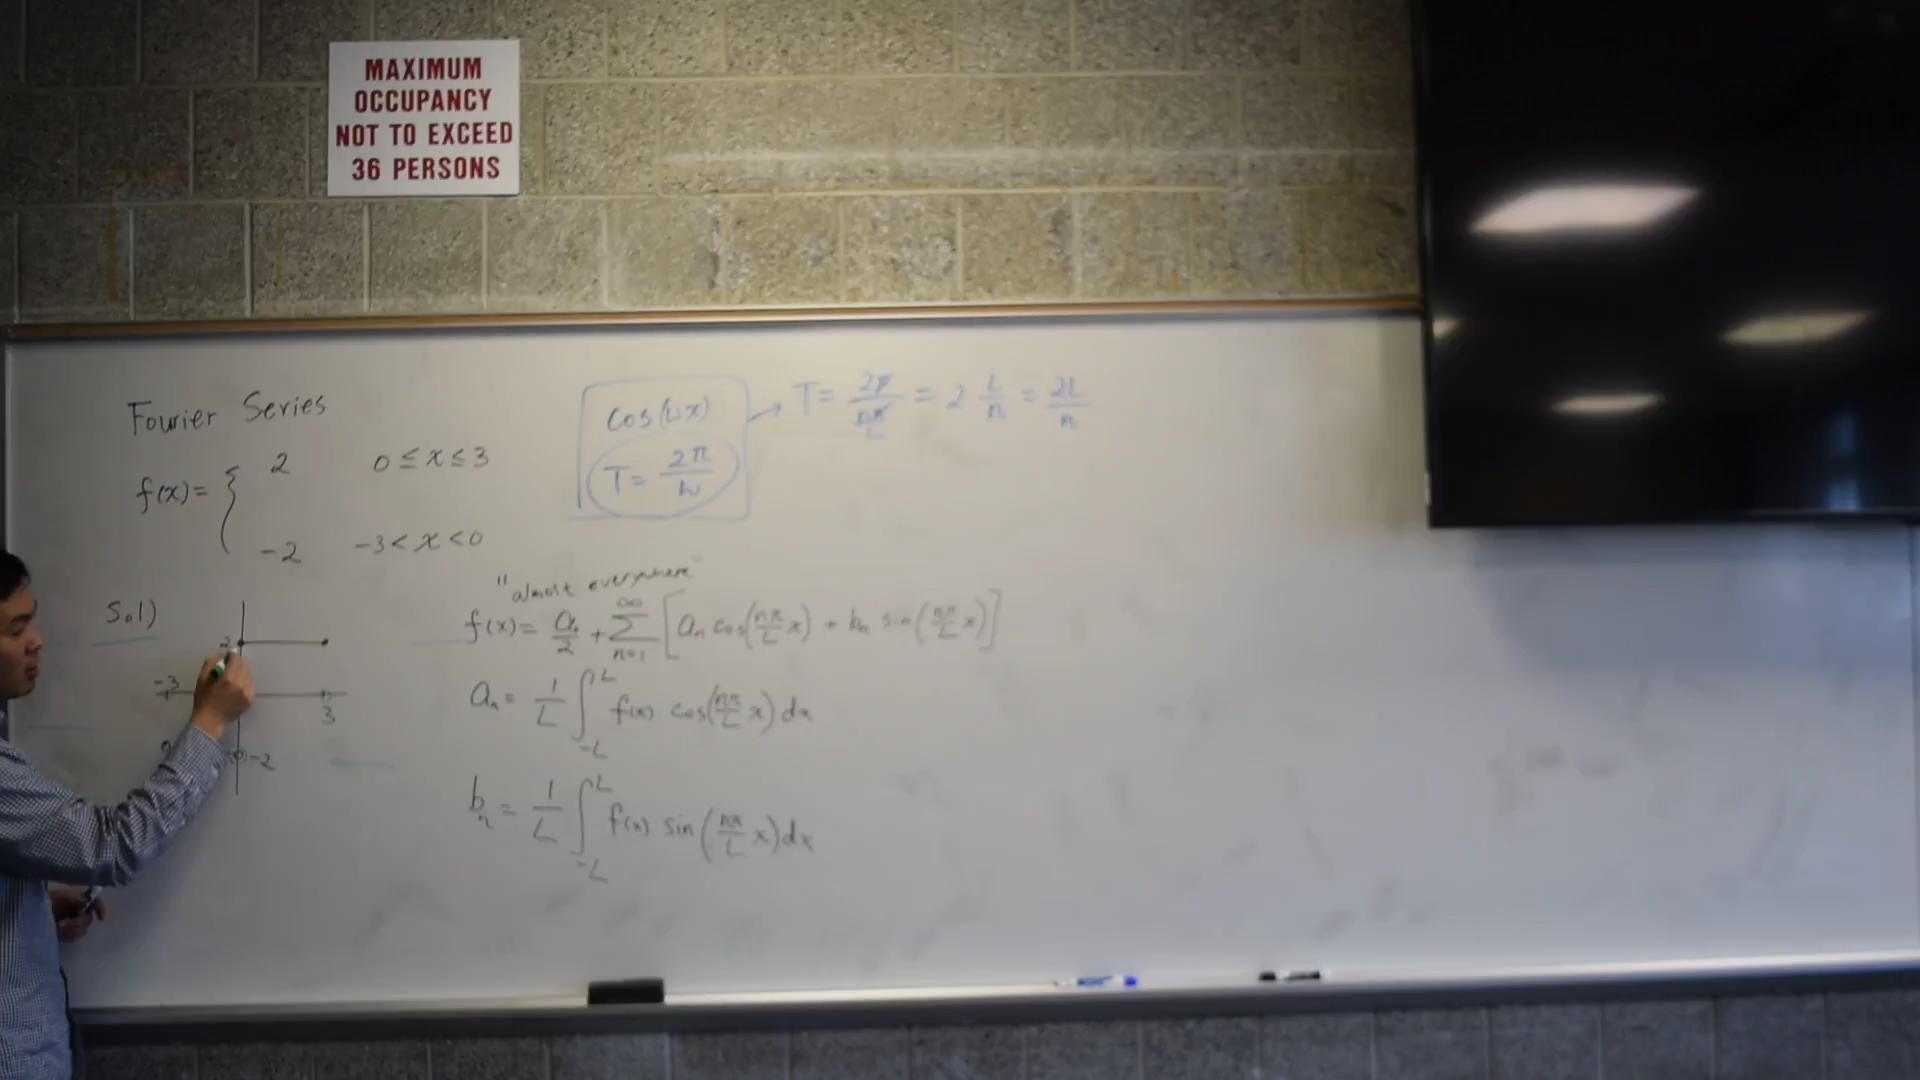 MAXIMUM
OCCUPANCY
NOT TO EXCEED
36 PERSONS
Fourier Series
f(x) = { 2 0 ≤ x ≤ 3
-2 -3 < x < 0
cos(ωx) → T = 2π/(nπ/L) = 2 L/n = 2L/n
T = 2π/ω
Sol)
2
-3
3
-2
"almost everywhere"
f(x) = a₀/2 + ∑_{n=1}^{∞} [aₙ cos(nπ/L x) + bₙ sin(nπ/L x)]
aₙ = 1/L ∫_{-L}^{L} f(x) cos(nπ/L x) dx
bₙ = 1/L ∫_{-L}^{L} f(x) sin(nπ/L x) dx